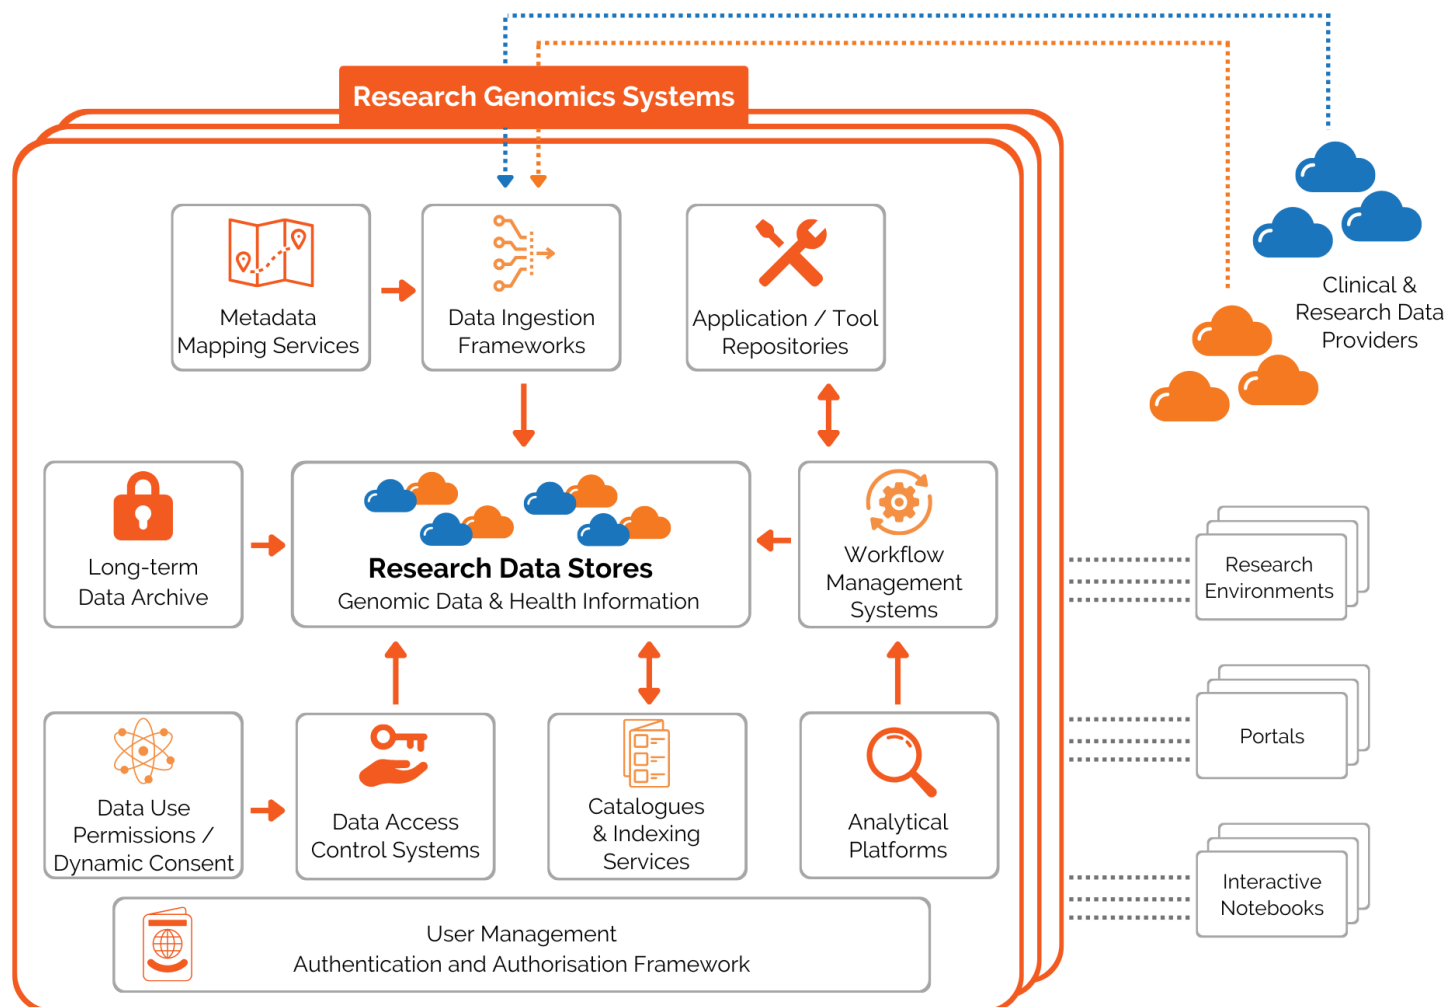 Research Genomics Systems
Clinical &
Research Data
Providers
Metadata
Mapping Services
Data Ingestion
Frameworks
Application / Tool
Repositories
Long-term
Data Archive
Research Data Stores
Genomic Data & Health Information
Workflow
Management
Systems
Research
Environments
Data Use
Permissions /
Dynamic Consent
Data Access
Control Systems
Catalogues
& Indexing
Services
Analytical
Platforms
Portals
Interactive
Notebooks
User Management
Authentication and Authorisation Framework